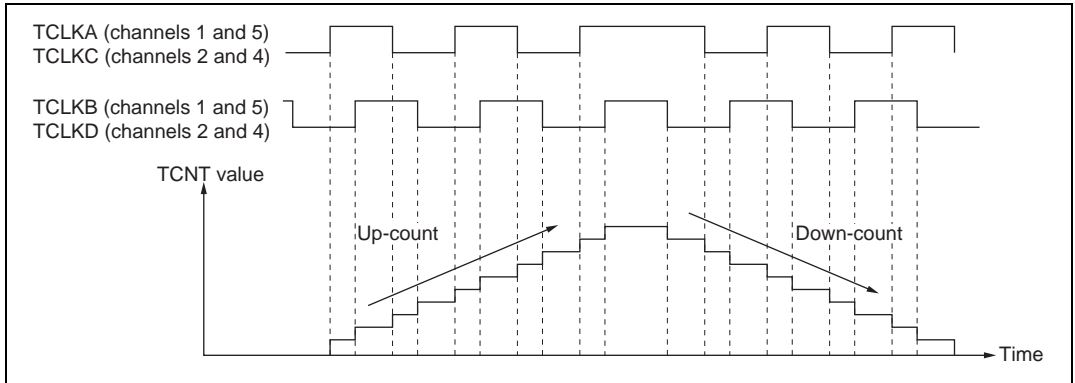 TCLKA (channels 1 and 5)
TCLKC (channels 2 and 4)
TCLKB (channels 1 and 5)
TCLKD (channels 2 and 4)
TCNT value
Up-count
Down-count
Time